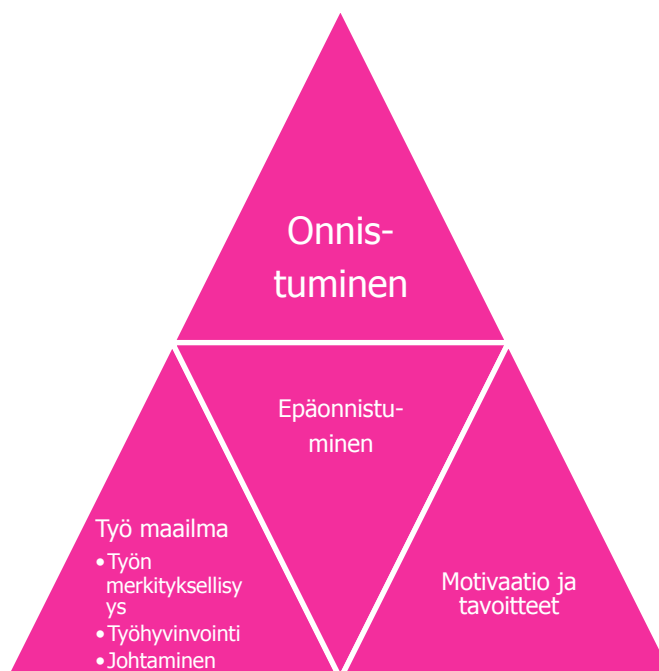 Onnis-
tuminen
Epäonnistu-
minen
Työ maailma
•Työn
merkityksellisy
ys
•Työhyvinvointi
•Johtaminen
Motivaatio ja
tavoitteet